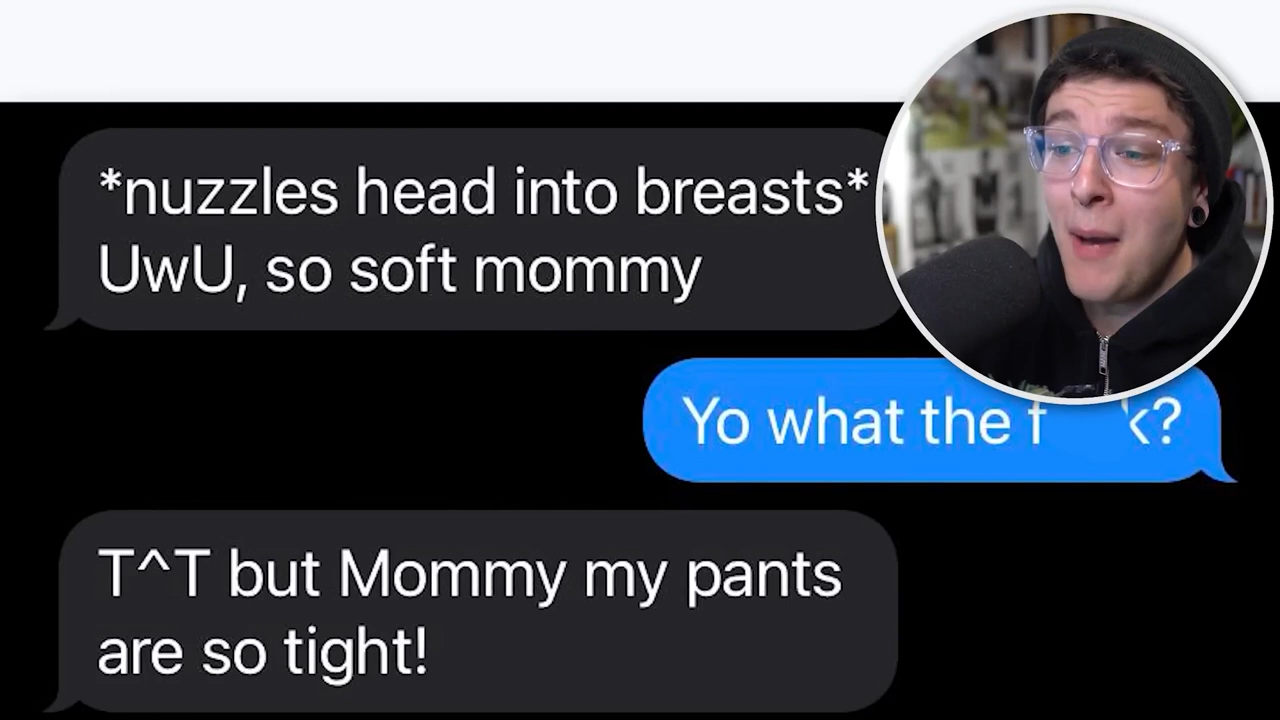 *nuzzles head into breasts*
UwU, so soft mommy
Yo what the f k?
T^T but Mommy my pants
are so tight!